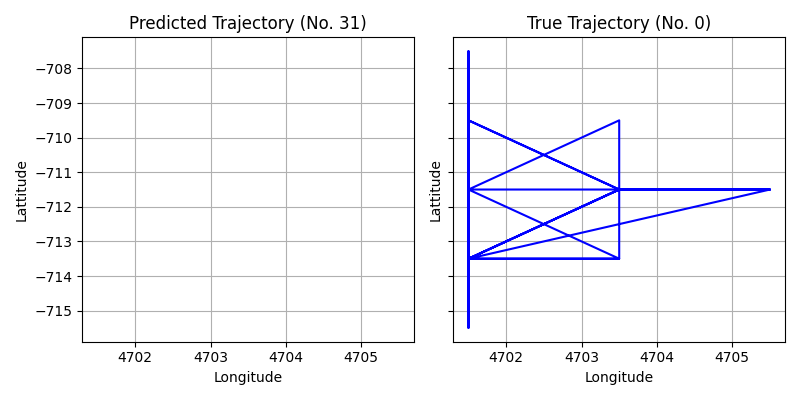 Predicted Trajectory (No. 31)
True Trajectory (No. 0)
−708
−709
−710
−711
−712
−713
−714
−715
Lattitude
Lattitude
4702
4703
4704
4705
4702
4703
4704
4705
Longitude
Longitude